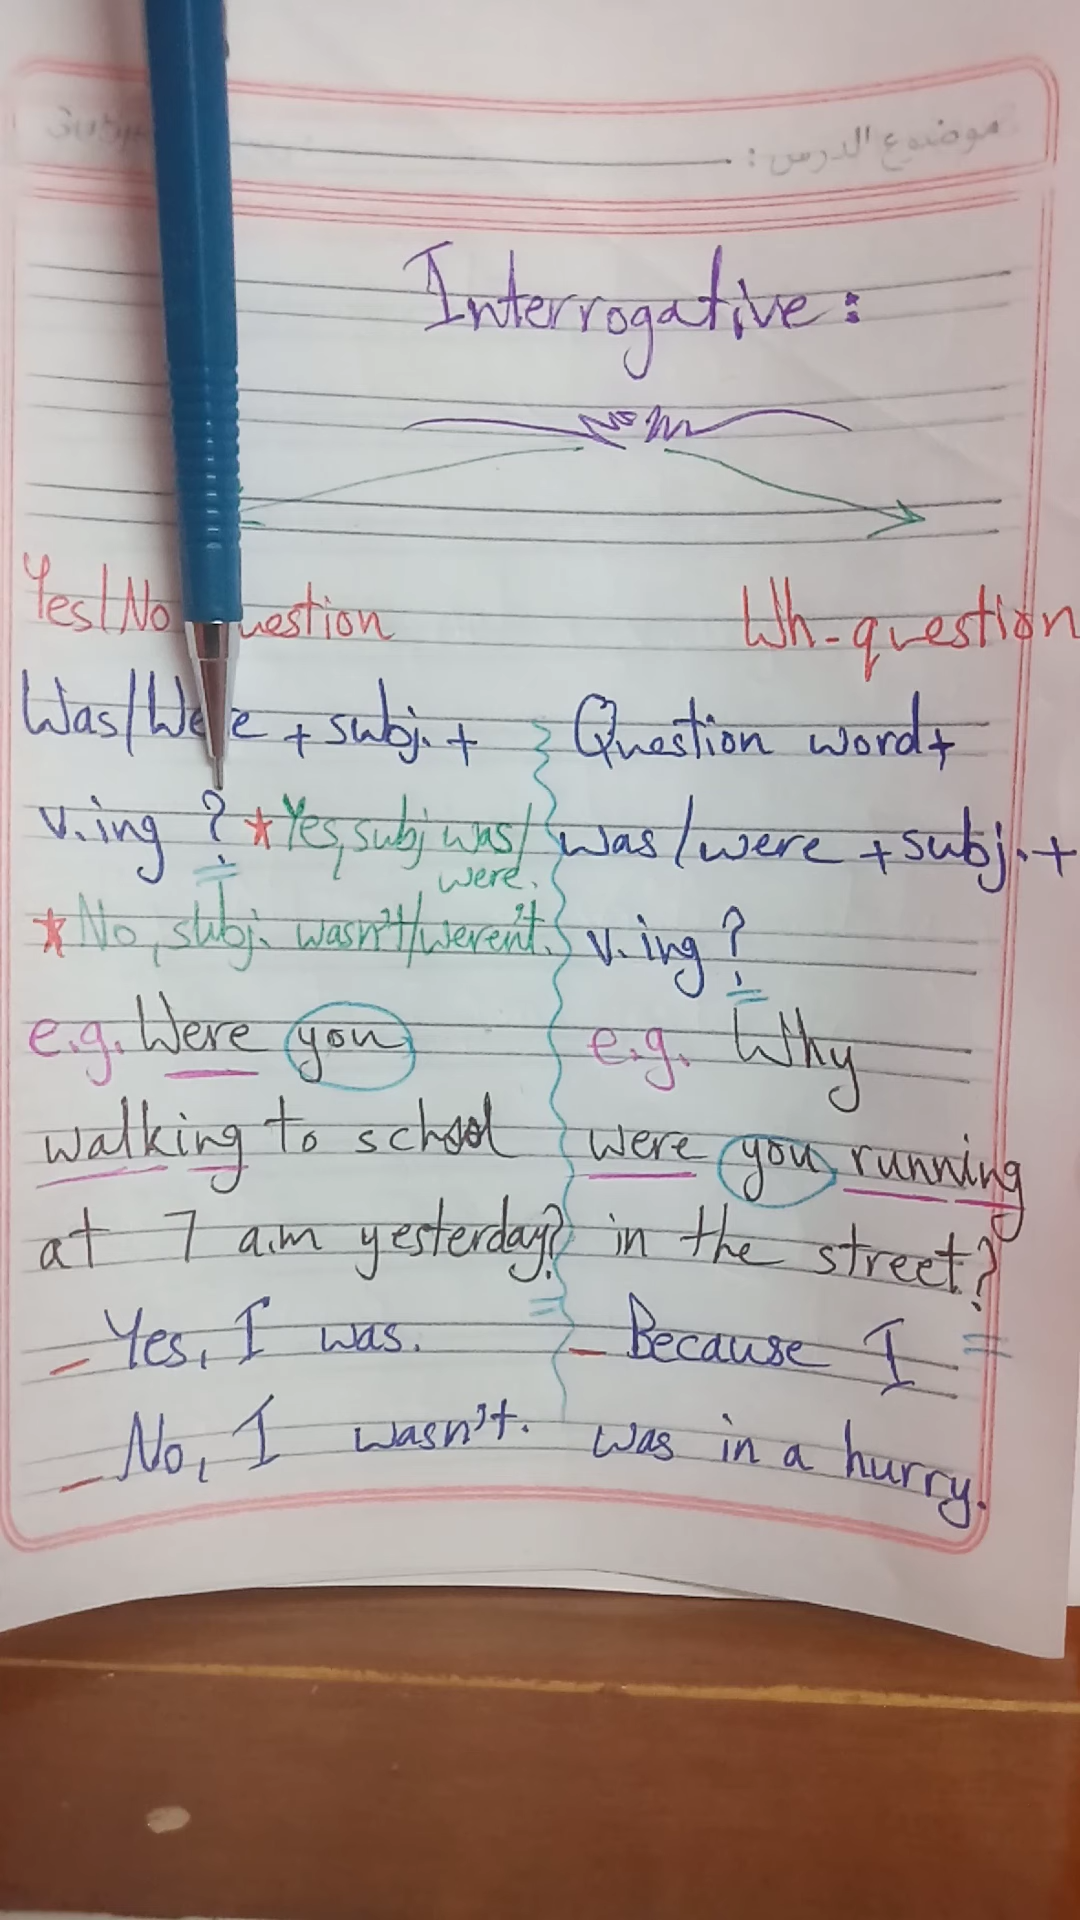 موضوع الدرس :
Interrogative:
Yes/No
uestion
Was/We e + subj. +
v.ing ? * Yes, subj was/
were.
* No, subj. wasn't/weren't.
e.g. Were you
walking to school
at 7 a.m yesterday?
– Yes, I was.
– No, I wasn't.
Wh-question
Question word+
was/were + subj. +
v.ing ?
e.g. Why
were you running
in the street?
– Because I
was in a hurry.